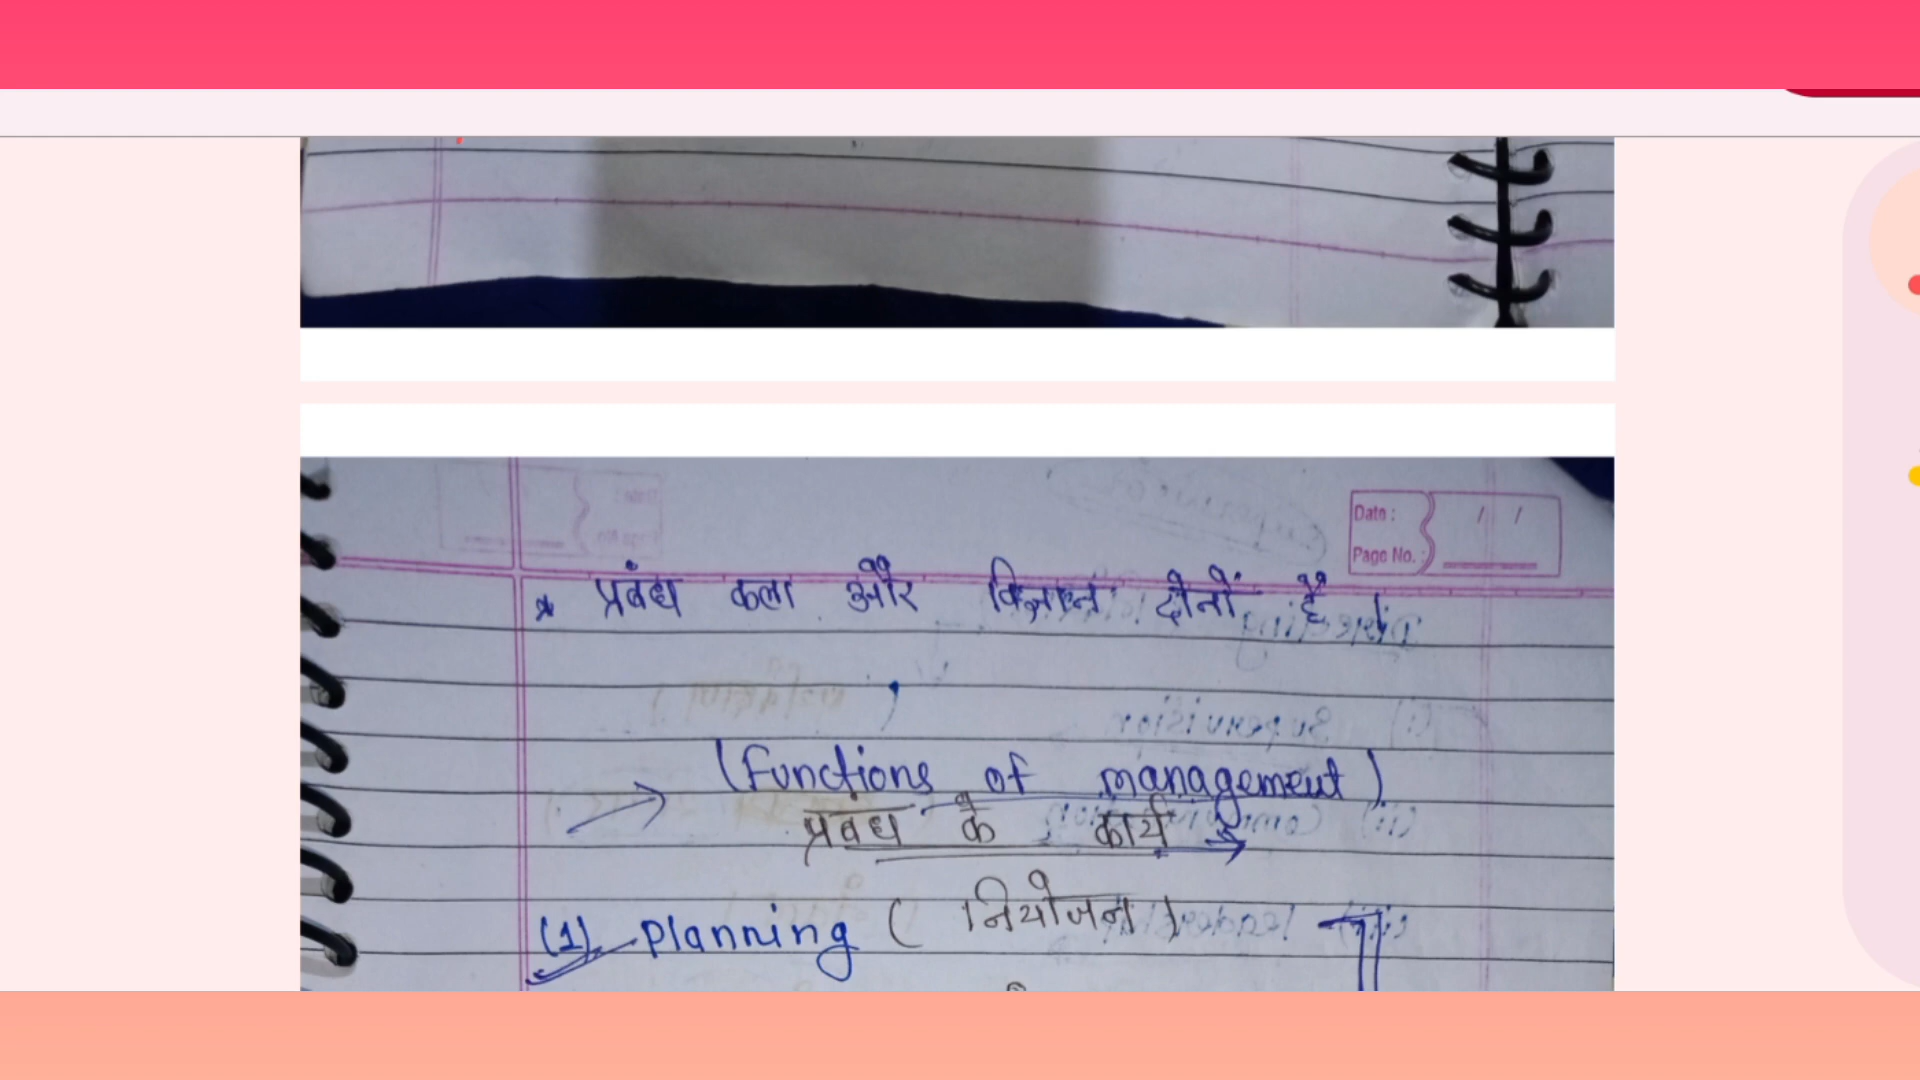 Date : / /
Page No. :
* प्रबंध कला और विज्ञान दोनों है।
(Functions of management)
प्रबंध के कार्य
(1) Planning ( नियोजन )